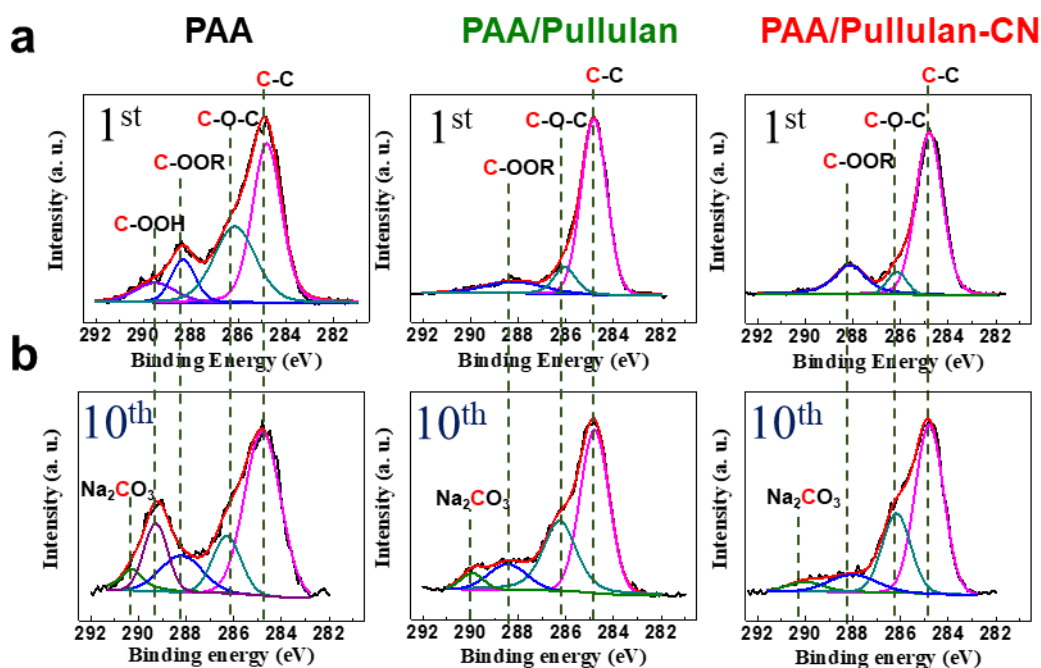 a
PAA
PAA/Pullulan
PAA/Pullulan-CN
1st
C-C
C-O-C
C-OOR
C-OOH
Intensity (a. u.)
292 290 288 286 284 282
Binding Energy (eV)
1st
C-C
C-O-C
C-OOR
Intensity (a. u.)
292 290 288 286 284 282
Binding Energy (eV)
1st
C-C
C-O-C
C-OOR
Intensity (a. u.)
292 290 288 286 284 282
Binding Energy (eV)
b
10th
Na2CO3
Intensity (a. u.)
292 290 288 286 284 282
Binding energy (eV)
10th
Na2CO3
Intensity (a. u.)
292 290 288 286 284 282
Binding energy (eV)
10th
Na2CO3
Intensity (a. u.)
292 290 288 286 284 282
Binding energy (eV)